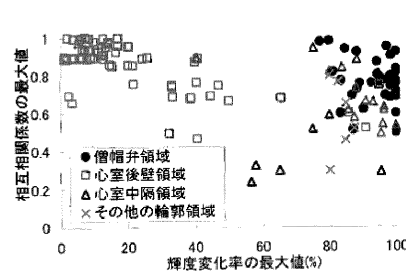 相互相関係数の最大値
1
0.8
0.6
0.4
0.2
0
●僧帽弁領域
□心室後壁領域
△心室中隔領域
×その他の輪郭領域
0 20 40 60 80 100
輝度変化率の最大値(%)